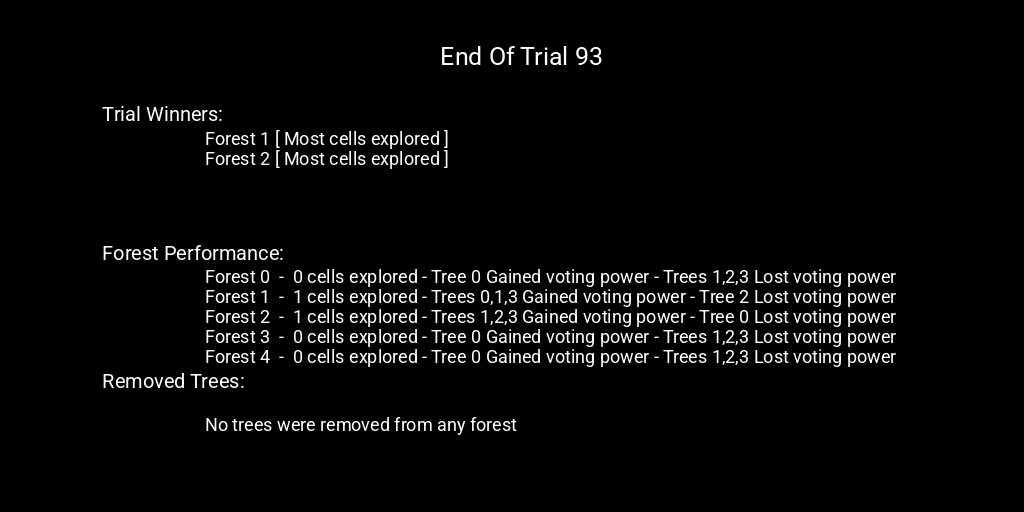 End Of Trial 93
Trial Winners:
Forest 1 [ Most cells explored ]
Forest 2 [ Most cells explored ]
Forest Performance:
Forest 0 - 0 cells explored - Tree 0 Gained voting power - Trees 1,2,3 Lost voting power
Forest 1 - 1 cells explored - Trees 0,1,3 Gained voting power - Tree 2 Lost voting power
Forest 2 - 1 cells explored - Trees 1,2,3 Gained voting power - Tree 0 Lost voting power
Forest 3 - 0 cells explored - Tree 0 Gained voting power - Trees 1,2,3 Lost voting power
Forest 4 - 0 cells explored - Tree 0 Gained voting power - Trees 1,2,3 Lost voting power
Removed Trees:
No trees were removed from any forest